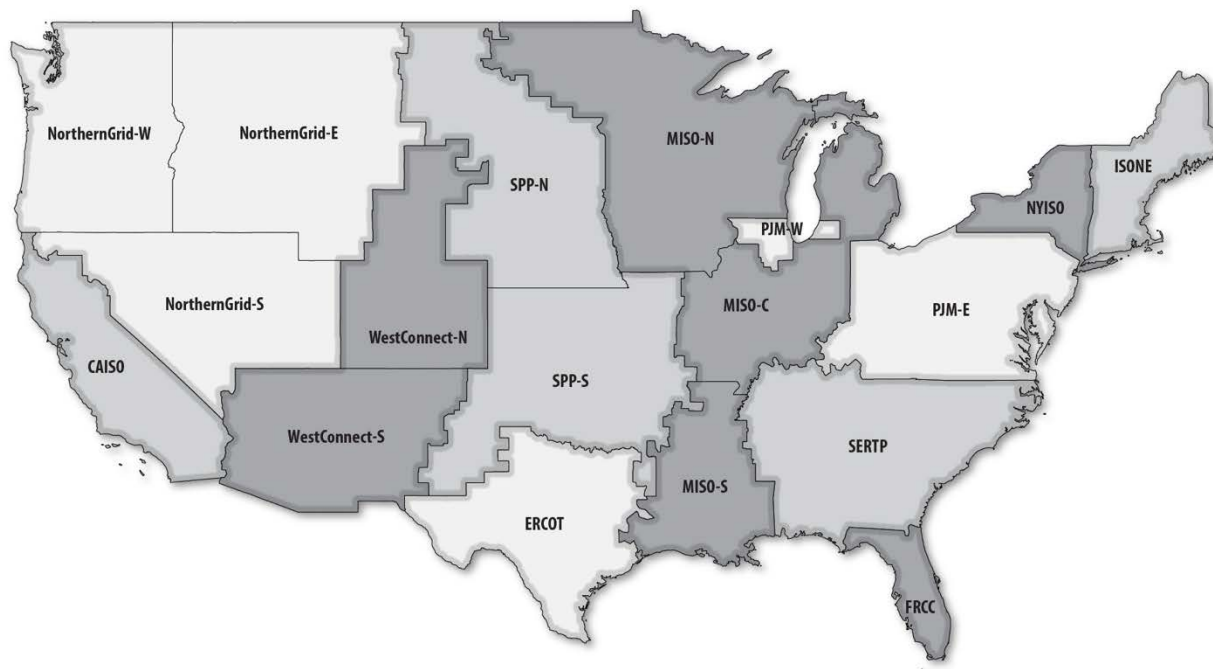 NorthernGrid-W
NorthernGrid-E
MISO-N
SPP-N
ISONE
NYISO
PJM-W
NorthernGrid-S
MISO-C
PJM-E
WestConnect-N
CAISO
SPP-S
WestConnect-S
SERTP
MISO-S
ERCOT
FRCC